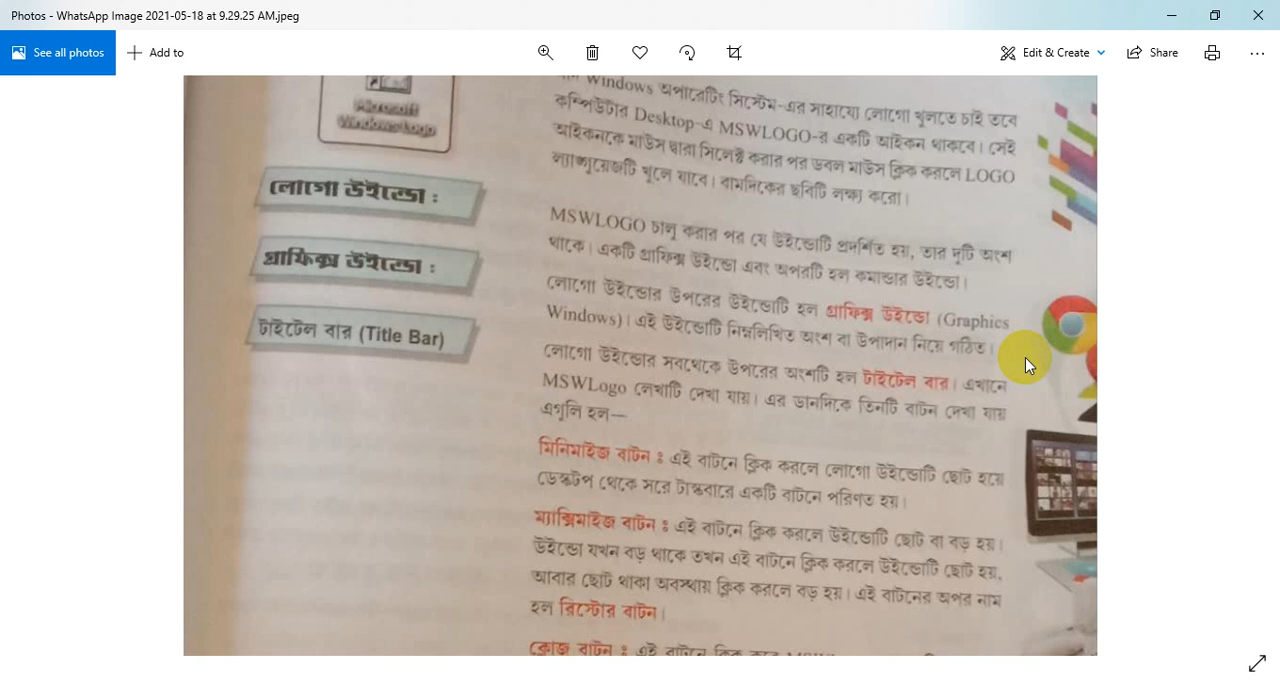 Photos - WhatsApp Image 2021-05-18 at 9.29.25 AM.jpeg
See all photos
Add to
Edit & Create
Share
Windows অপারেটিং সিস্টেম-এর সাহায্যে লোগো খুলতে চাই তবে
কম্পিউটার Desktop-এ MSWLOGO-র একটি আইকন থাকবে। সেই
আইকনকে মাউস দ্বারা সিলেক্ট করার পর ডবল মাউস ক্লিক করলে LOGO
ল্যাঙ্গুয়েজটি খুলে যাবে। বামদিকের ছবিটি লক্ষ্য করো।
Microsoft
Windows Logo
লোগো উইন্ডো :
MSWLOGO চালু করার পর যে উইন্ডোটি প্রদর্শিত হয়, তার দুটি অংশ
থাকে। একটি গ্রাফিক্স উইন্ডো এবং অপরটি হল কমান্ডার উইন্ডো।
গ্রাফিক্স উইন্ডো :
লোগো উইন্ডোর উপরের উইন্ডোটি হল গ্রাফিক্স উইন্ডো (Graphics
Windows)। এই উইন্ডোটি নিম্নলিখিত অংশ বা উপাদান নিয়ে গঠিত।
টাইটেল বার (Title Bar)
লোগো উইন্ডোর সবথেকে উপরের অংশটি হল টাইটেল বার। এখানে
MSWLogo লেখাটি দেখা যায়। এর ডানদিকে তিনটি বাটন দেখা যায়
এগুলি হল—
মিনিমাইজ বাটন : এই বাটনে ক্লিক করলে লোগো উইন্ডোটি ছোট হয়ে
ডেস্কটপ থেকে সরে টাস্কবারে একটি বাটনে পরিণত হয়।
ম্যাক্সিমাইজ বাটন : এই বাটনে ক্লিক করলে উইন্ডোটি ছোট বা বড় হয়।
উইন্ডো যখন বড় থাকে তখন এই বাটনে ক্লিক করলে উইন্ডোটি ছোট হয়,
আবার ছোট থাকা অবস্থায় ক্লিক করলে বড় হয়। এই বাটনের অপর নাম
হল রিস্টোর বাটন।
ক্লোজ বাটন : এই বাটনে ক্লিক